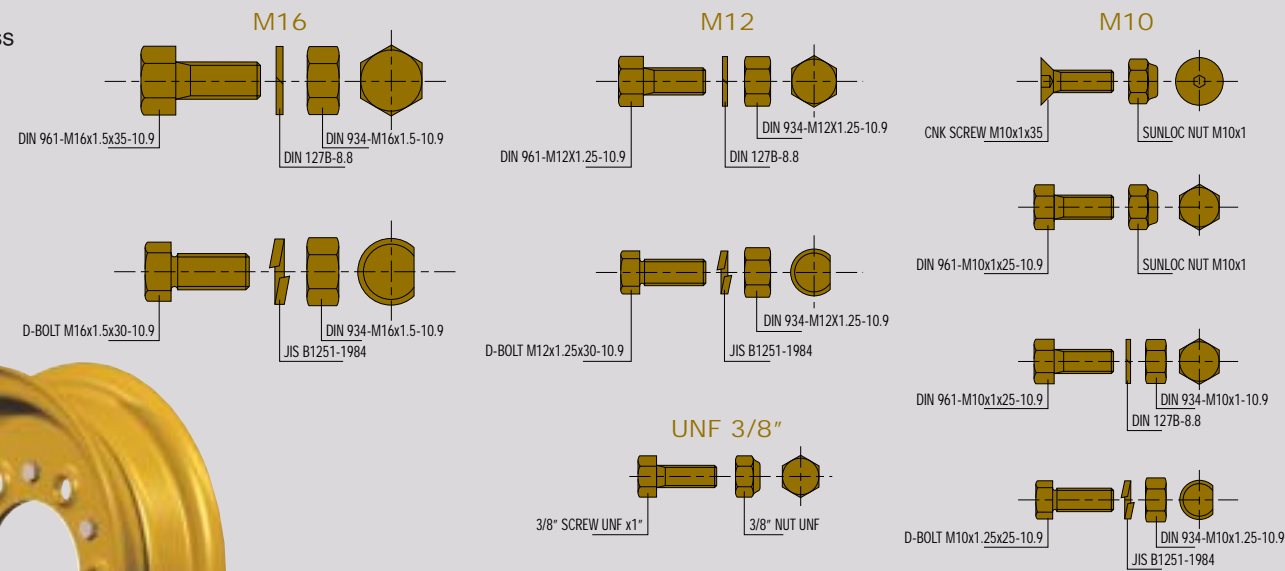 M16
DIN 961-M16x1.5x35-10.9
DIN 934-M16x1.5-10.9
DIN 127B-8.8
D-BOLT M16x1.5x30-10.9
DIN 934-M16x1.5-10.9
JIS B1251-1984
M12
DIN 934-M12X1.25-10.9
DIN 961-M12X1.25-10.9
DIN 127B-8.8
DIN 934-M12X1.25-10.9
D-BOLT M12x1.25x30-10.9
JIS B1251-1984
UNF 3/8"
3/8" SCREW UNF x1"
3/8" NUT UNF
M10
CNK SCREW M10x1x35
SUNLOC NUT M10x1
DIN 961-M10x1x25-10.9
SUNLOC NUT M10x1
DIN 961-M10x1x25-10.9
DIN 934-M10x1-10.9
DIN 127B-8.8
D-BOLT M10x1.25x25-10.9
DIN 934-M10x1.25-10.9
JIS B1251-1984